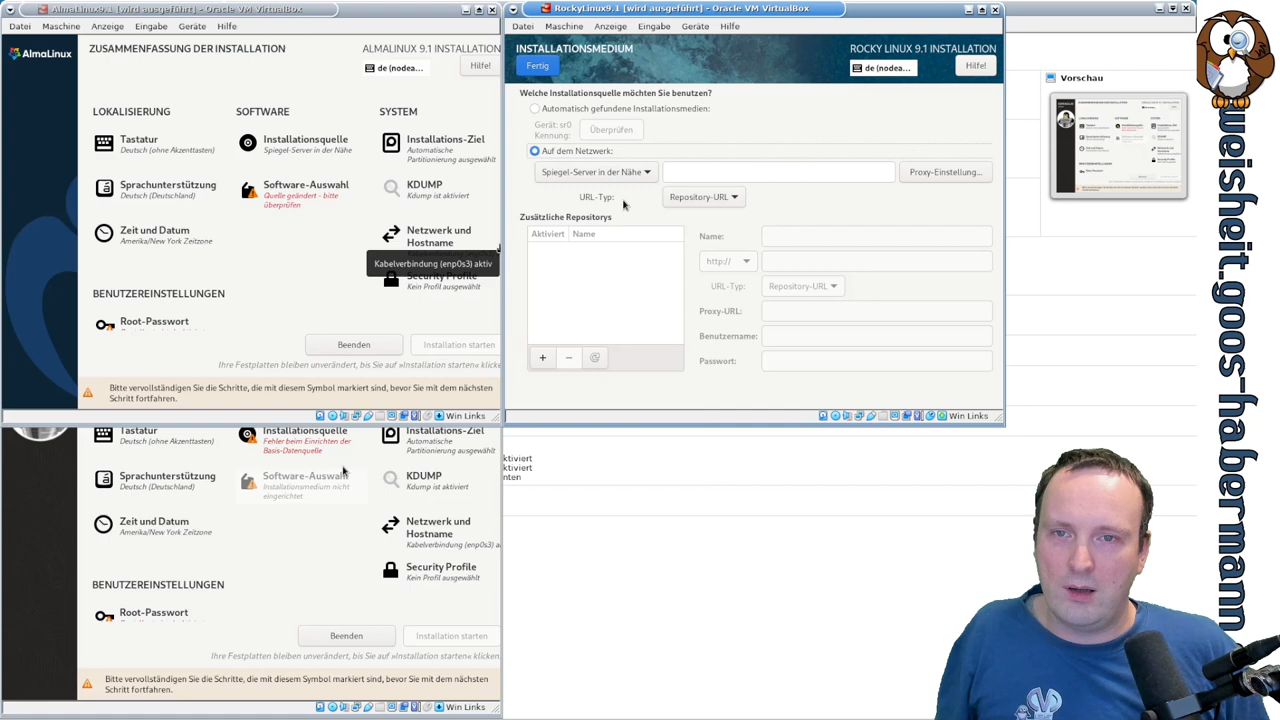 AlmaLinux9.1 [wird ausgeführt] - Oracle VM VirtualBox
Datei Maschine Anzeige Eingabe Geräte Hilfe
AlmaLinux
ZUSAMMENFASSUNG DER INSTALLATION
ALMALINUX 9.1 INSTALLATION
de (nodea...
Hilfe!
LOKALISIERUNG
SOFTWARE
SYSTEM
Tastatur
Deutsch (ohne Akzenttasten)
Installationsquelle
Spiegel-Server in der Nähe
Installations-Ziel
Automatische
Partitionierung ausgewählt
Sprachunterstützung
Deutsch (Deutschland)
Software-Auswahl
Quelle geändert - bitte
überprüfen
KDUMP
Kdump ist aktiviert
Zeit und Datum
Amerika/New York Zeitzone
Netzwerk und
Hostname
Kabelverbindung (enp0s3) aktiv
Security Profile
Kein Profil ausgewählt
BENUTZEREINSTELLUNGEN
Root-Passwort
Beenden
Installation starten
Ihre Festplatten bleiben unverändert, bis Sie auf »Installation starten« klicke
Bitte vervollständigen Sie die Schritte, die mit diesem Symbol markiert sind, bevor Sie mit dem nächsten
Schritt fortfahren.
Win Links
RockyLinux9.1 [wird ausgeführt] - Oracle VM VirtualBox
Datei Maschine Anzeige Eingabe Geräte Hilfe
INSTALLATIONSMEDIUM
ROCKY LINUX 9.1 INSTALLATION
Fertig
de (nodea...
Hilfe!
Welche Installationsquelle möchten Sie benutzen?
Automatisch gefundene Installationsmedien:
Gerät: sr0
Kennung:
Überprüfen
Auf dem Netzwerk:
Spiegel-Server in der Nähe
Proxy-Einstellung...
URL-Typ:
Repository-URL
Zusätzliche Repositorys
Aktiviert Name
Name:
http://
URL-Typ:
Repository-URL
Proxy-URL:
Benutzername:
Passwort:
+ − @
Win Links
Vorschau
weisheit.goos-habermann
Tastatur
Deutsch (ohne Akzenttasten)
Installationsquelle
Fehler beim Einrichten der
Basis-Datenquelle
Installations-Ziel
Automatische
Partitionierung ausgewählt
Sprachunterstützung
Deutsch (Deutschland)
Software-Auswahl
Installationsmedium nicht
eingerichtet
KDUMP
Kdump ist aktiviert
Zeit und Datum
Amerika/New York Zeitzone
Netzwerk und
Hostname
Kabelverbindung (enp0s3) a
Security Profile
Kein Profil ausgewählt
BENUTZEREINSTELLUNGEN
Root-Passwort
Beenden
Installation starten
Ihre Festplatten bleiben unverändert, bis Sie auf »Installation starten« klicken
Bitte vervollständigen Sie die Schritte, die mit diesem Symbol markiert sind, bevor Sie mit dem nächsten
Schritt fortfahren.
Win Links
ktiviert
ktiviert
nten